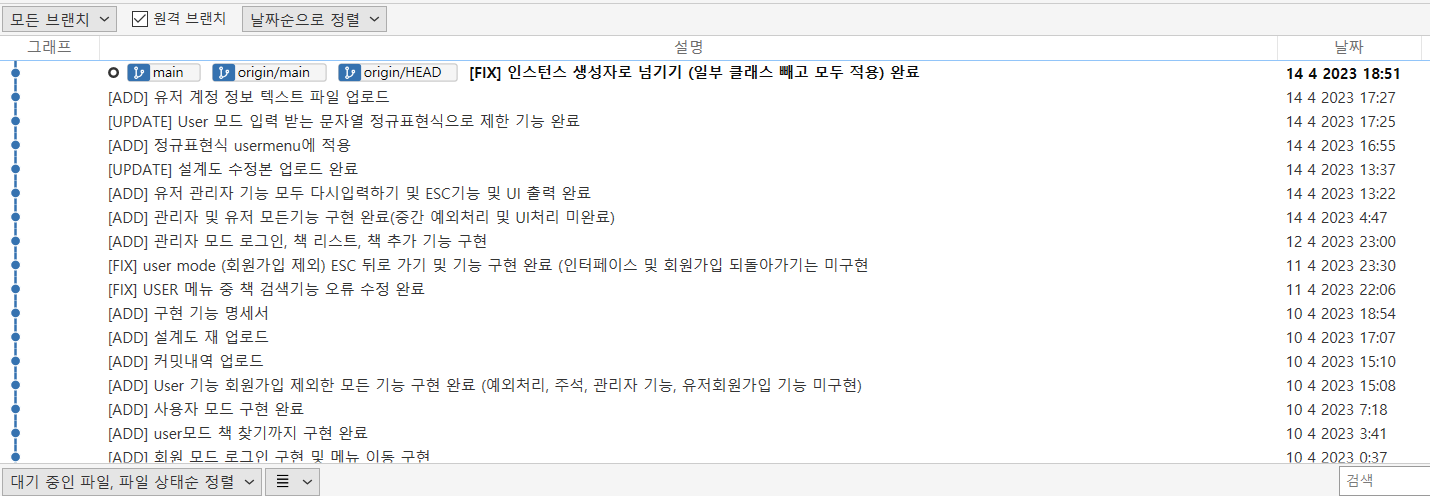 모든 브랜치 원격 브랜치 날짜순으로 정렬
그래프 설명 날짜
main origin/main origin/HEAD [FIX] 인스턴스 생성자로 넘기기 (일부 클래스 빼고 모두 적용) 완료 14 4 2023 18:51
[ADD] 유저 계정 정보 텍스트 파일 업로드 14 4 2023 17:27
[UPDATE] User 모드 입력 받는 문자열 정규표현식으로 제한 기능 완료 14 4 2023 17:25
[ADD] 정규표현식 usermenu에 적용 14 4 2023 16:55
[UPDATE] 설계도 수정본 업로드 완료 14 4 2023 13:37
[ADD] 유저 관리자 기능 모두 다시입력하기 및 ESC기능 및 UI 출력 완료 14 4 2023 13:22
[ADD] 관리자 및 유저 모든기능 구현 완료(중간 예외처리 및 UI처리 미완료) 14 4 2023 4:47
[ADD] 관리자 모드 로그인, 책 리스트, 책 추가 기능 구현 12 4 2023 23:00
[FIX] user mode (회원가입 제외) ESC 뒤로 가기 및 기능 구현 완료 (인터페이스 및 회원가입 되돌아가기는 미구현 11 4 2023 23:30
[FIX] USER 메뉴 중 책 검색기능 오류 수정 완료 11 4 2023 22:06
[ADD] 구현 기능 명세서 10 4 2023 18:54
[ADD] 설계도 재 업로드 10 4 2023 17:07
[ADD] 커밋내역 업로드 10 4 2023 15:10
[ADD] User 기능 회원가입 제외한 모든 기능 구현 완료 (예외처리, 주석, 관리자 기능, 유저회원가입 기능 미구현) 10 4 2023 15:08
[ADD] 사용자 모드 구현 완료 10 4 2023 7:18
[ADD] user모드 책 찾기까지 구현 완료 10 4 2023 3:41
[ADD] 회원 모드 로그인 구현 및 메뉴 이동 구현 10 4 2023 0:37
대기 중인 파일, 파일 상태순 정렬 검색